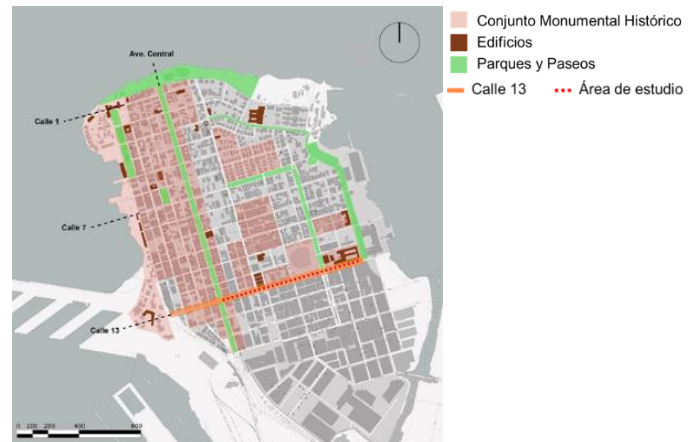 Conjunto Monumental Histórico
Edificios
Parques y Paseos
Calle 13
Área de estudio
Ave. Central
Calle 1
Calle 7
Calle 13
0 100 200 400 600 800